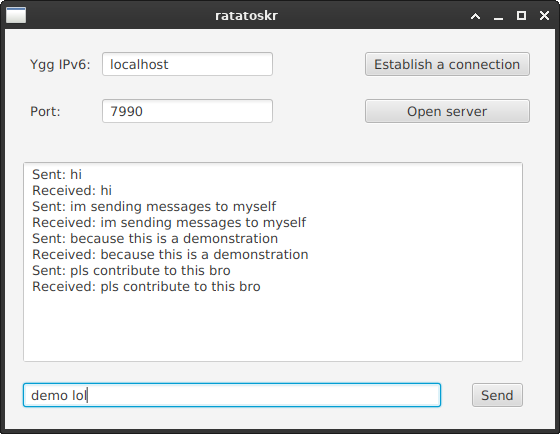 ratatoskr
Ygg IPv6: localhost Establish a connection
Port: 7990 Open server
Sent: hi
Received: hi
Sent: im sending messages to myself
Received: im sending messages to myself
Sent: because this is a demonstration
Received: because this is a demonstration
Sent: pls contribute to this bro
Received: pls contribute to this bro
demo lol Send